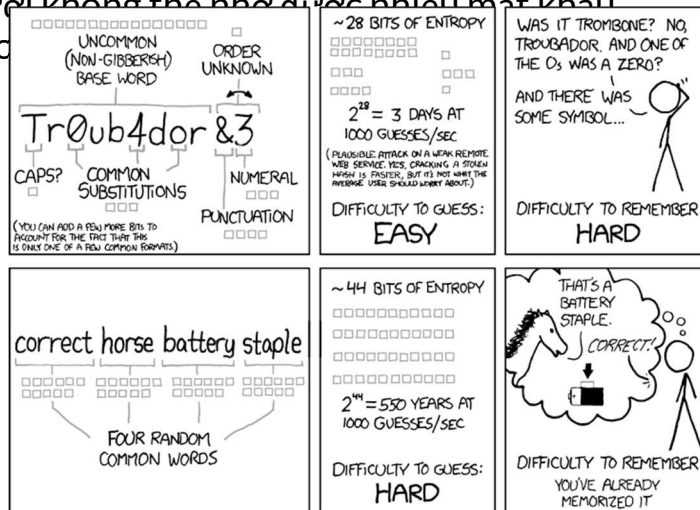 UNCOMMON
(NON-GIBBERISH)
BASE WORD
ORDER
UNKNOWN
Tr0ub4dor &3
CAPS?
COMMON
SUBSTITUTIONS
NUMERAL
PUNCTUATION
(YOU CAN ADD A FEW MORE BITS TO
ACCOUNT FOR THE FACT THAT THIS
IS ONLY ONE OF A FEW COMMON FORMATS.)
~28 BITS OF ENTROPY
2²⁸ = 3 DAYS AT
1000 GUESSES/SEC
(PLAUSIBLE ATTACK ON A WEAK REMOTE
WEB SERVICE. YES, CRACKING A STOLEN
HASH IS FASTER, BUT IT'S NOT WHAT THE
AVERAGE USER SHOULD WORRY ABOUT.)
DIFFICULTY TO GUESS:
EASY
WAS IT TROMBONE? NO,
TROUBADOR. AND ONE OF
THE Os WAS A ZERO?
AND THERE WAS
SOME SYMBOL...
DIFFICULTY TO REMEMBER
HARD
correct horse battery staple
FOUR RANDOM
COMMON WORDS
~44 BITS OF ENTROPY
2⁴⁴ = 550 YEARS AT
1000 GUESSES/SEC
DIFFICULTY TO GUESS:
HARD
THAT'S A
BATTERY
STAPLE.
CORRECT!
DIFFICULTY TO REMEMBER
YOU'VE ALREADY
MEMORIZED IT